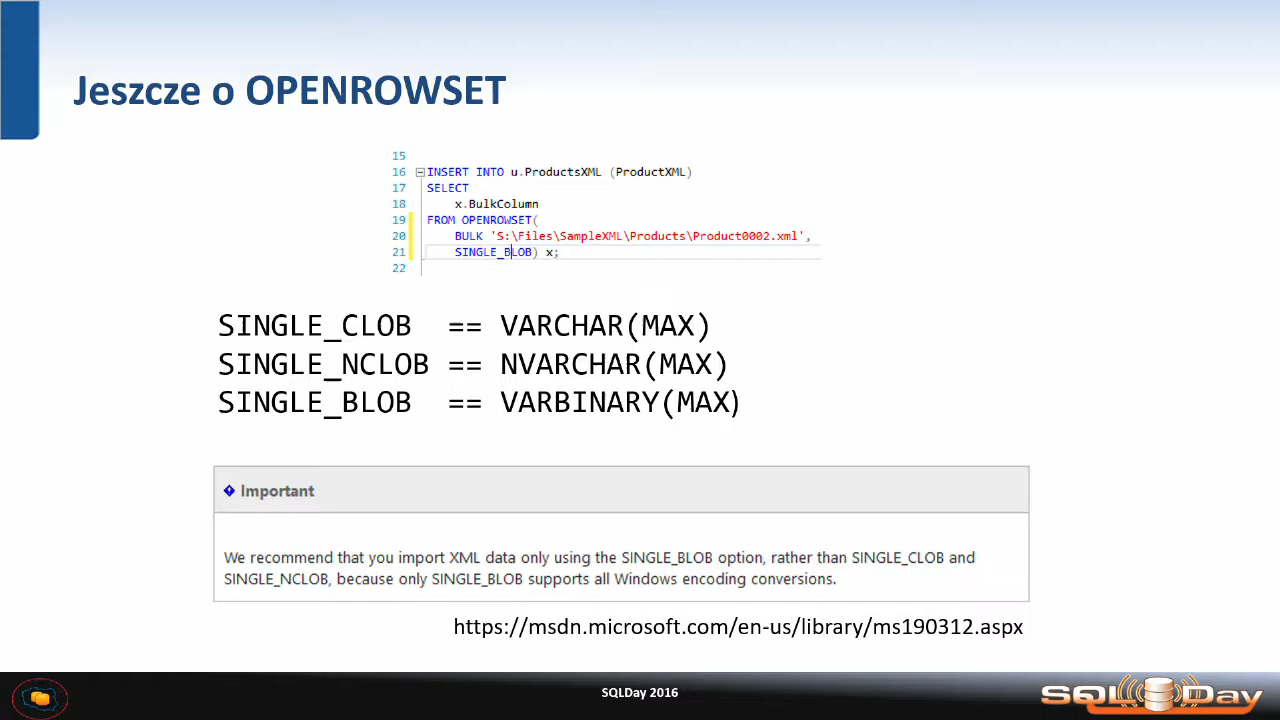 Jeszcze o OPENROWSET
15
16 INSERT INTO u.ProductsXML (ProductXML)
17 SELECT
18 x.BulkColumn
19 FROM OPENROWSET(
20 BULK 'S:\Files\SampleXML\Products\Product0002.xml',
21 SINGLE_BLOB) x;
22
SINGLE_CLOB == VARCHAR(MAX)
SINGLE_NCLOB == NVARCHAR(MAX)
SINGLE_BLOB == VARBINARY(MAX)
Important
We recommend that you import XML data only using the SINGLE_BLOB option, rather than SINGLE_CLOB and
SINGLE_NCLOB, because only SINGLE_BLOB supports all Windows encoding conversions.
https://msdn.microsoft.com/en-us/library/ms190312.aspx
SQLDay 2016
SQL Day